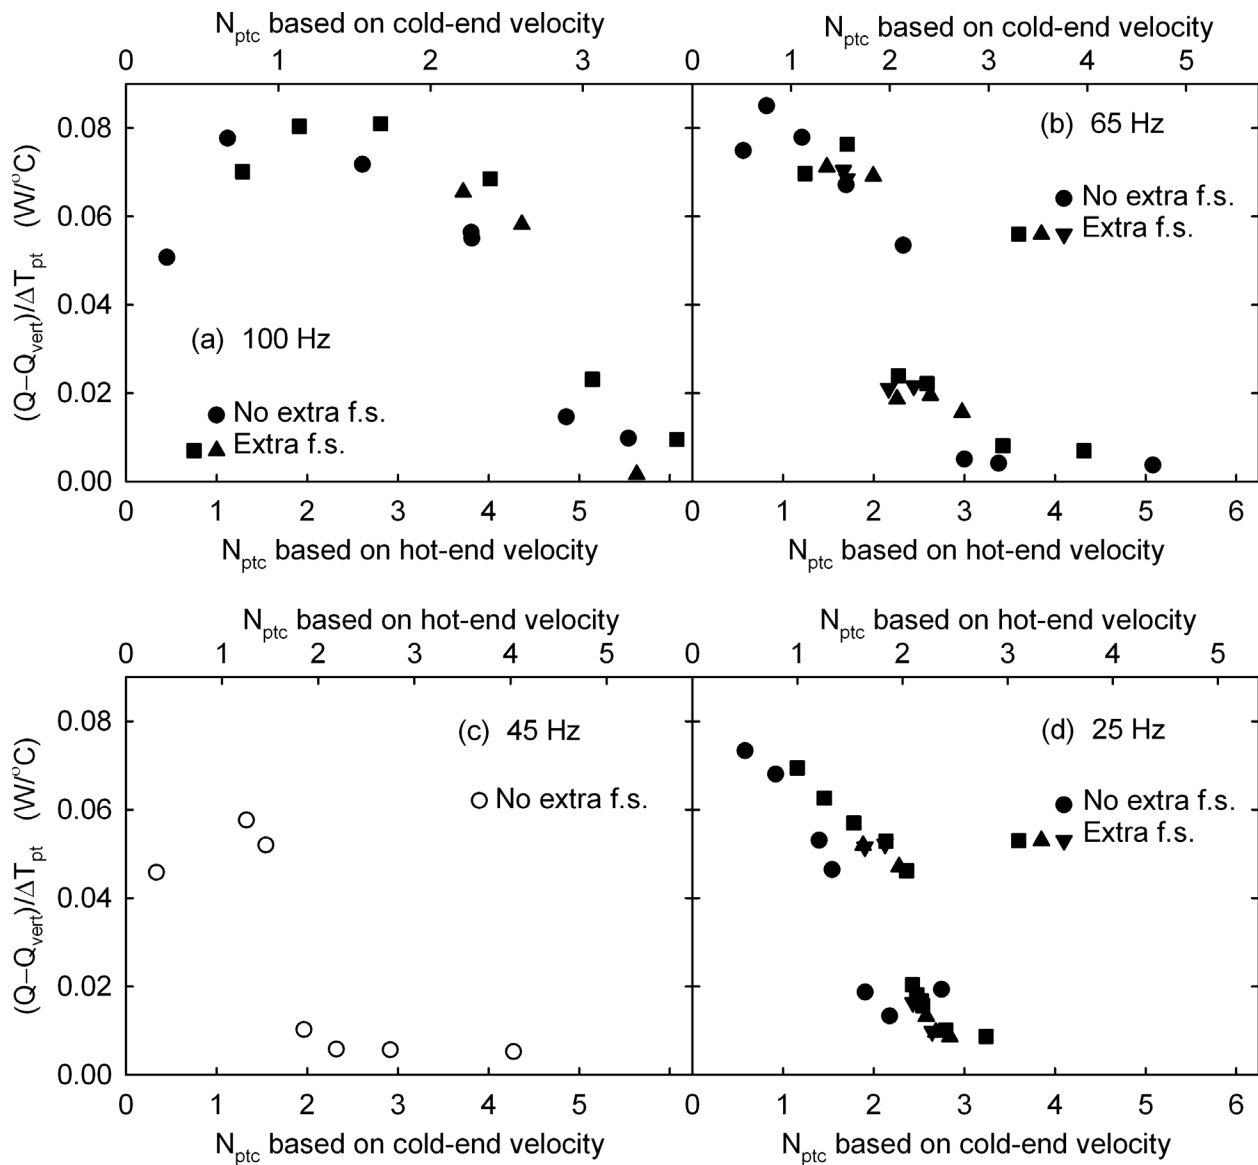 N_ptc based on cold-end velocity
0 1 2 3
(Q−Q_vert)/ΔT_pt (W/°C)
0.08
0.06
0.04
0.02
0.00
(a) 100 Hz
No extra f.s.
Extra f.s.
0 1 2 3 4 5
N_ptc based on hot-end velocity
N_ptc based on cold-end velocity
0 1 2 3 4 5
(b) 65 Hz
No extra f.s.
Extra f.s.
0 1 2 3 4 5 6
N_ptc based on hot-end velocity
N_ptc based on hot-end velocity
0 1 2 3 4 5
(Q−Q_vert)/ΔT_pt (W/°C)
0.08
0.06
0.04
0.02
0.00
(c) 45 Hz
No extra f.s.
0 1 2 3 4 5
N_ptc based on cold-end velocity
N_ptc based on hot-end velocity
0 1 2 3 4 5
(d) 25 Hz
No extra f.s.
Extra f.s.
0 1 2 3 4 5 6
N_ptc based on cold-end velocity